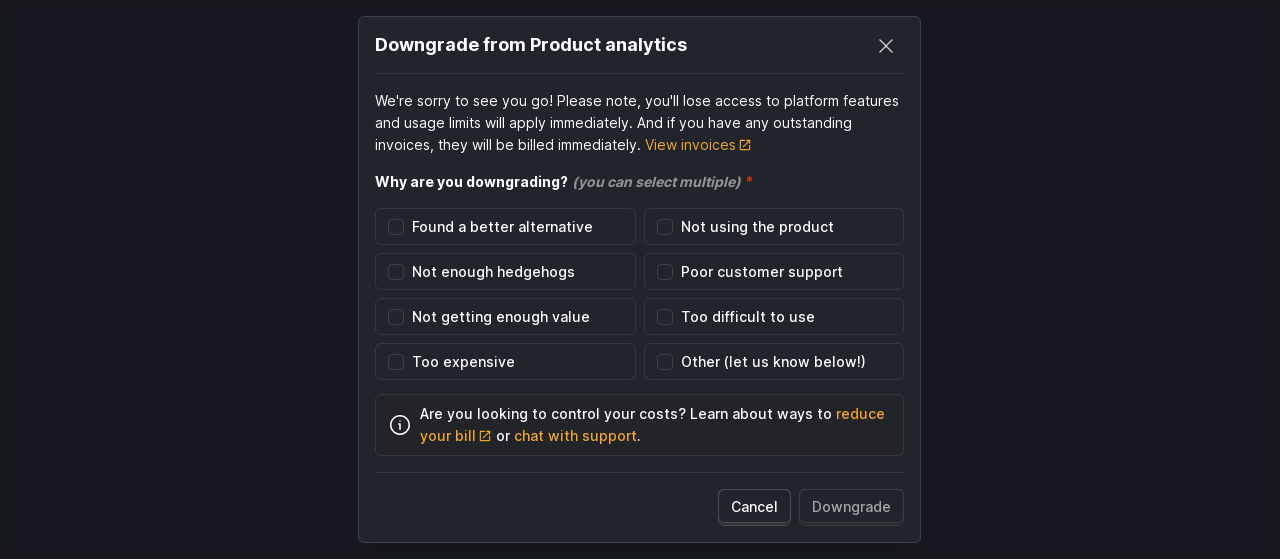 Downgrade from Product analytics
We're sorry to see you go! Please note, you'll lose access to platform features
and usage limits will apply immediately. And if you have any outstanding
invoices, they will be billed immediately. View invoices
Why are you downgrading? (you can select multiple) *
Found a better alternative
Not using the product
Not enough hedgehogs
Poor customer support
Not getting enough value
Too difficult to use
Too expensive
Other (let us know below!)
Are you looking to control your costs? Learn about ways to reduce
your bill or chat with support.
Cancel
Downgrade